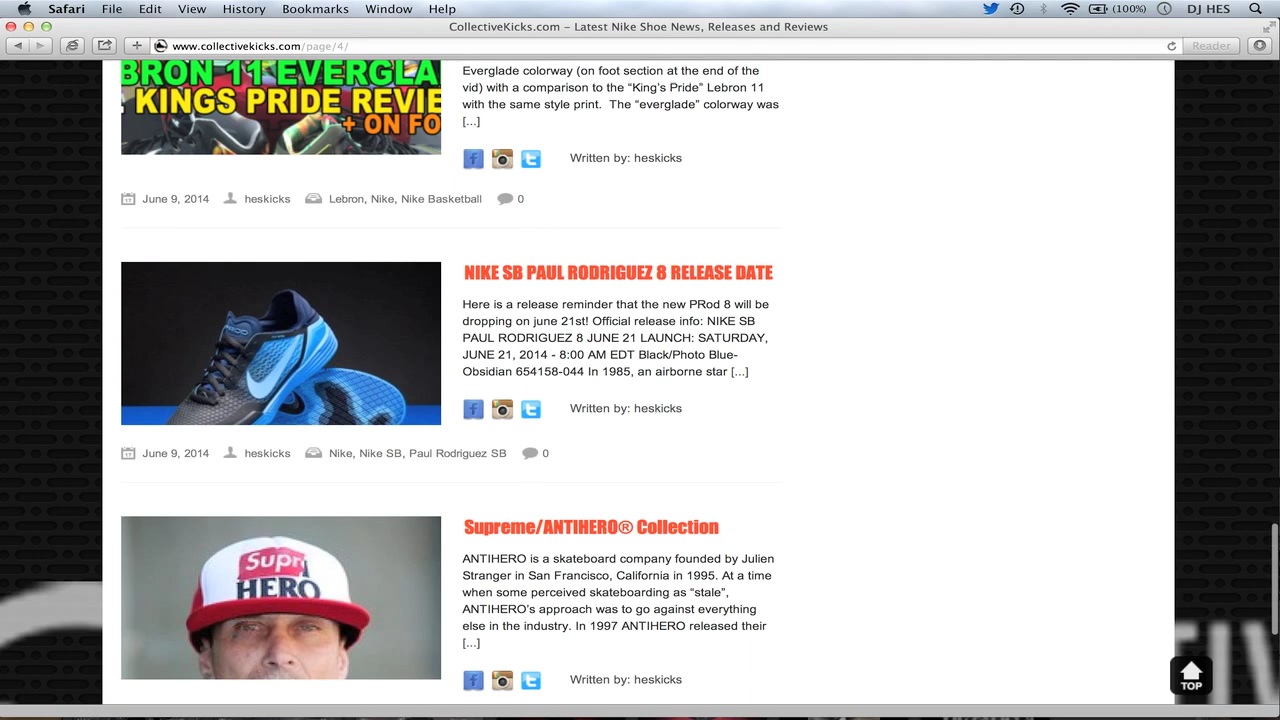 Safari File Edit View History Bookmarks Window Help (100%) DJ HES
CollectiveKicks.com – Latest Nike Shoe News, Releases and Reviews
www.collectivekicks.com/page/4/ Reader
BRON 11 EVERGLA
KINGS PRIDE REVIE
+ ON FO
Everglade colorway (on foot section at the end of the
vid) with a comparison to the “King’s Pride” Lebron 11
with the same style print. The “everglade” colorway was
[...]
Written by: heskicks
June 9, 2014 heskicks Lebron, Nike, Nike Basketball 0
NIKE SB PAUL RODRIGUEZ 8 RELEASE DATE
Here is a release reminder that the new PRod 8 will be
dropping on june 21st! Official release info: NIKE SB
PAUL RODRIGUEZ 8 JUNE 21 LAUNCH: SATURDAY,
JUNE 21, 2014 - 8:00 AM EDT Black/Photo Blue-
Obsidian 654158-044 In 1985, an airborne star [...]
Written by: heskicks
June 9, 2014 heskicks Nike, Nike SB, Paul Rodriguez SB 0
Supreme/ANTIHERO® Collection
Supr
HERO
ANTIHERO is a skateboard company founded by Julien
Stranger in San Francisco, California in 1995. At a time
when some perceived skateboarding as “stale”,
ANTIHERO’s approach was to go against everything
else in the industry. In 1997 ANTIHERO released their
[...]
Written by: heskicks
TOP